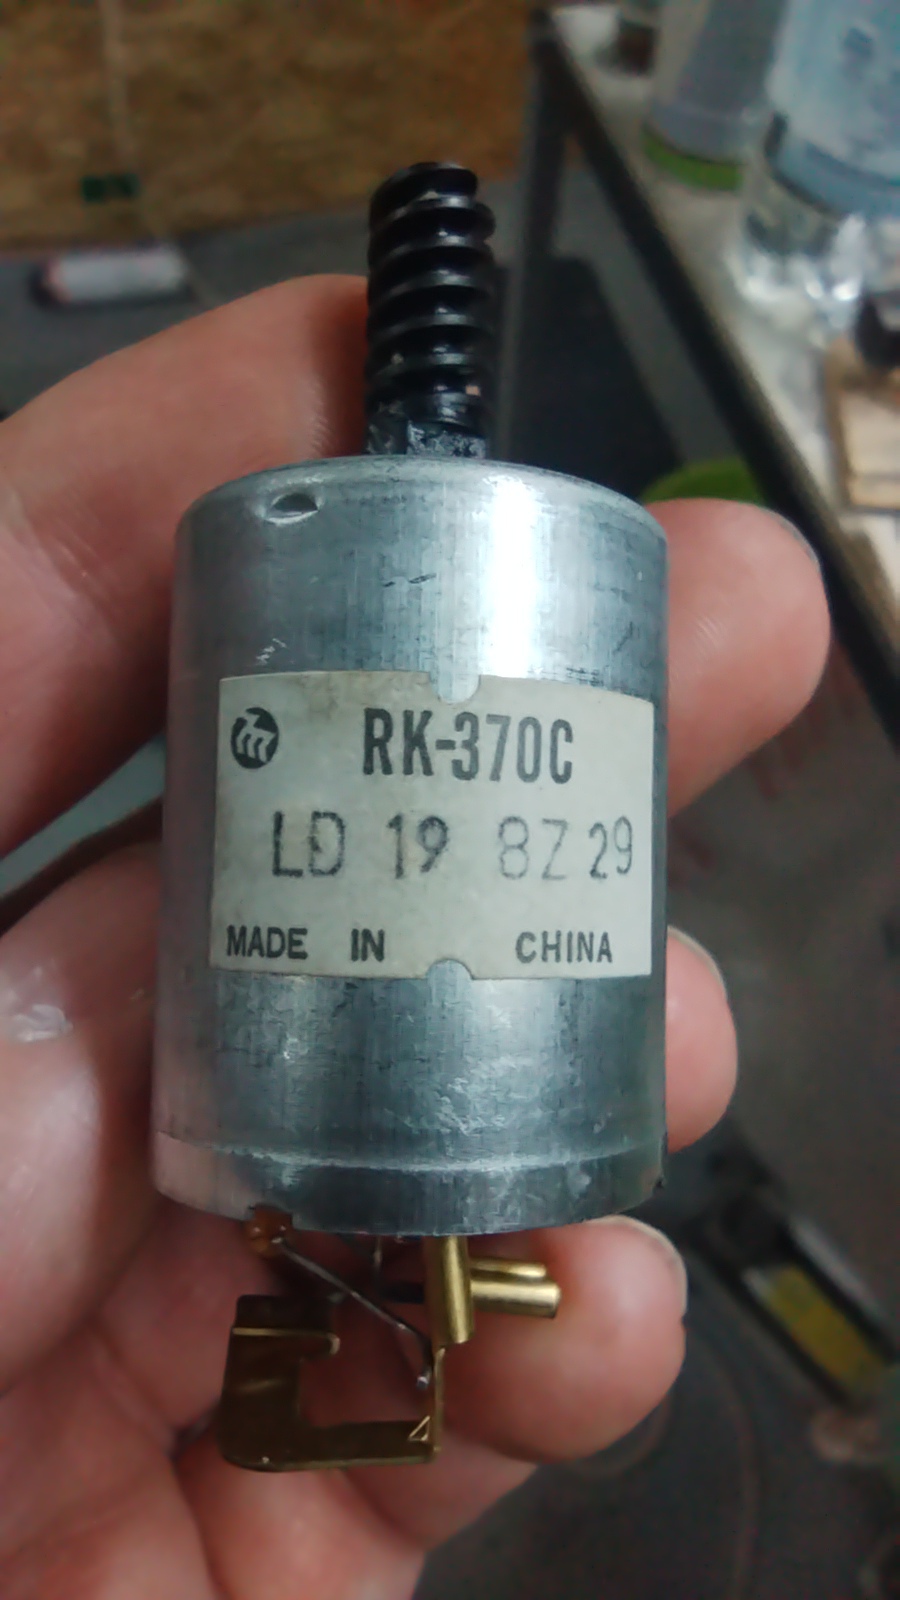 RK-370C
LD 19 8Z 29
MADE IN CHINA